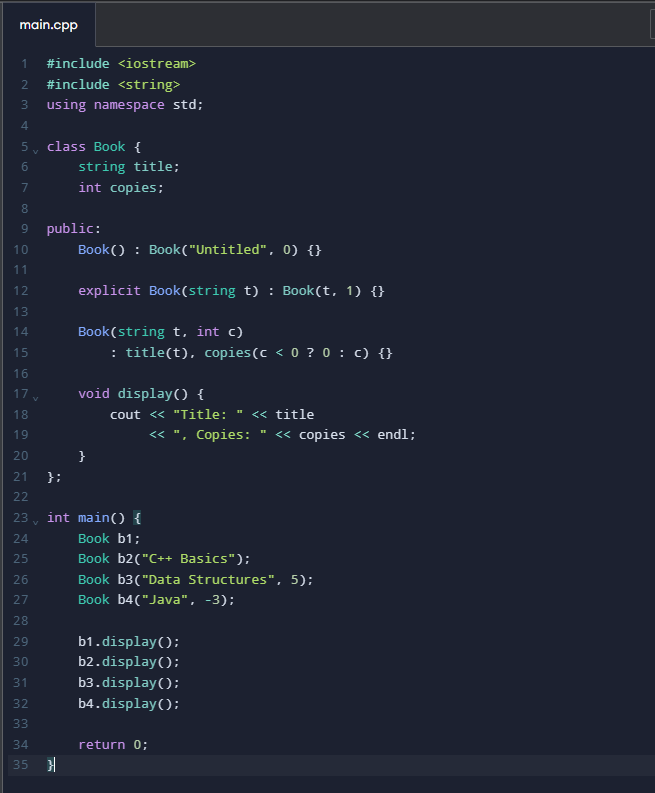 main.cpp
1 #include <iostream>
2 #include <string>
3 using namespace std;
4
5 class Book {
6     string title;
7     int copies;
8
9 public:
10     Book() : Book("Untitled", 0) {}
11
12     explicit Book(string t) : Book(t, 1) {}
13
14     Book(string t, int c)
15         : title(t), copies(c < 0 ? 0 : c) {}
16
17     void display() {
18         cout << "Title: " << title
19              << ", Copies: " << copies << endl;
20     }
21 };
22
23 int main() {
24     Book b1;
25     Book b2("C++ Basics");
26     Book b3("Data Structures", 5);
27     Book b4("Java", -3);
28
29     b1.display();
30     b2.display();
31     b3.display();
32     b4.display();
33
34     return 0;
35 }